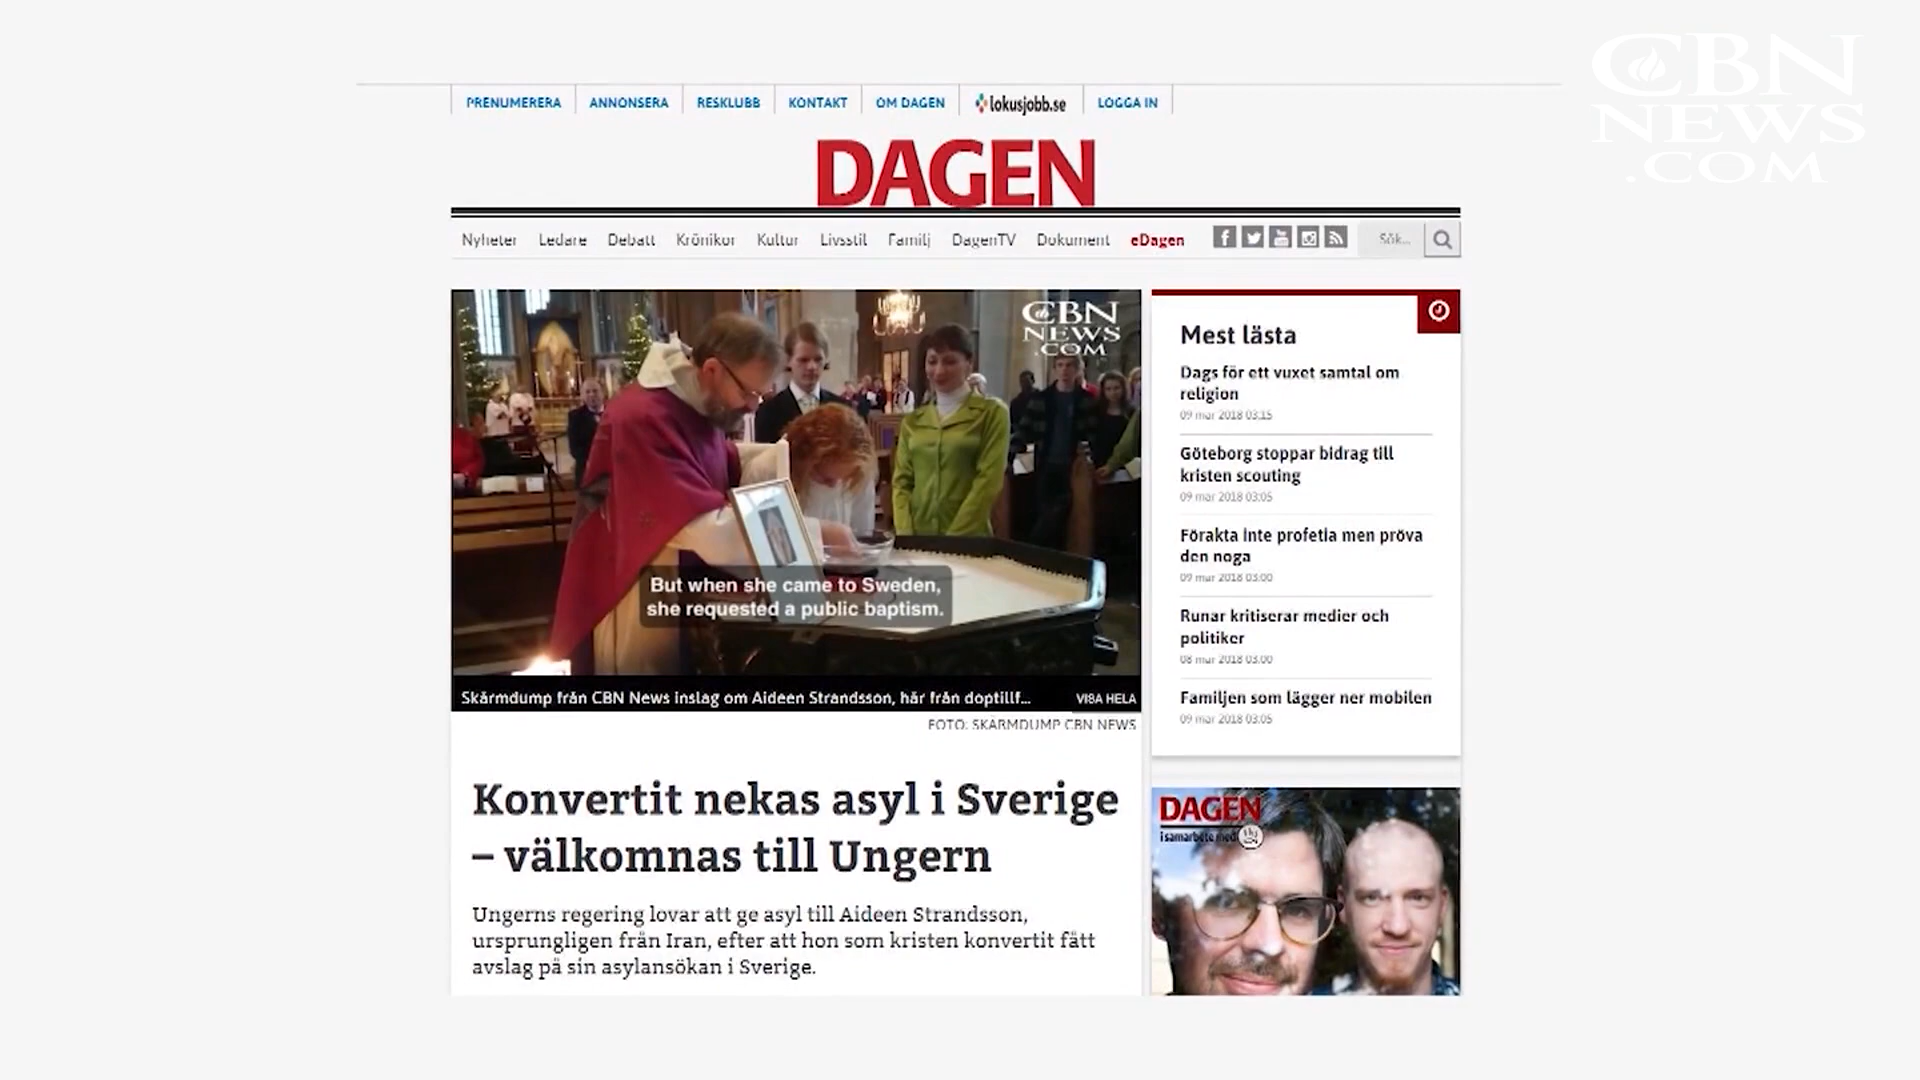 CBN
NEWS
.COM
PRENUMERERA
ANNONSERA
RESKLUBB
KONTAKT
OM DAGEN
lokusjobb.se
LOGGA IN
DAGEN
Nyheter
Ledare
Debatt
Krönikor
Kultur
Livsstil
Familj
DagenTV
Dokument
eDagen
Sök...
CBN
NEWS
.COM
But when she came to Sweden,
she requested a public baptism.
Skärmdump från CBN News inslag om Aideen Strandsson, här från doptillf...
VISA HELA
FOTO: SKÄRMDUMP CBN NEWS
Konvertit nekas asyl i Sverige
– välkomnas till Ungern
Ungerns regering lovar att ge asyl till Aideen Strandsson,
ursprungligen från Iran, efter att hon som kristen konvertit fått
avslag på sin asylansökan i Sverige.
Mest lästa
Dags för ett vuxet samtal om
religion
09 mar 2018 03:15
Göteborg stoppar bidrag till
kristen scouting
09 mar 2018 03:05
Förakta inte profetia men pröva
den noga
09 mar 2018 03:00
Runar kritiserar medier och
politiker
08 mar 2018 03:00
Familjen som lägger ner mobilen
09 mar 2018 03:05
DAGEN
i samarbete med